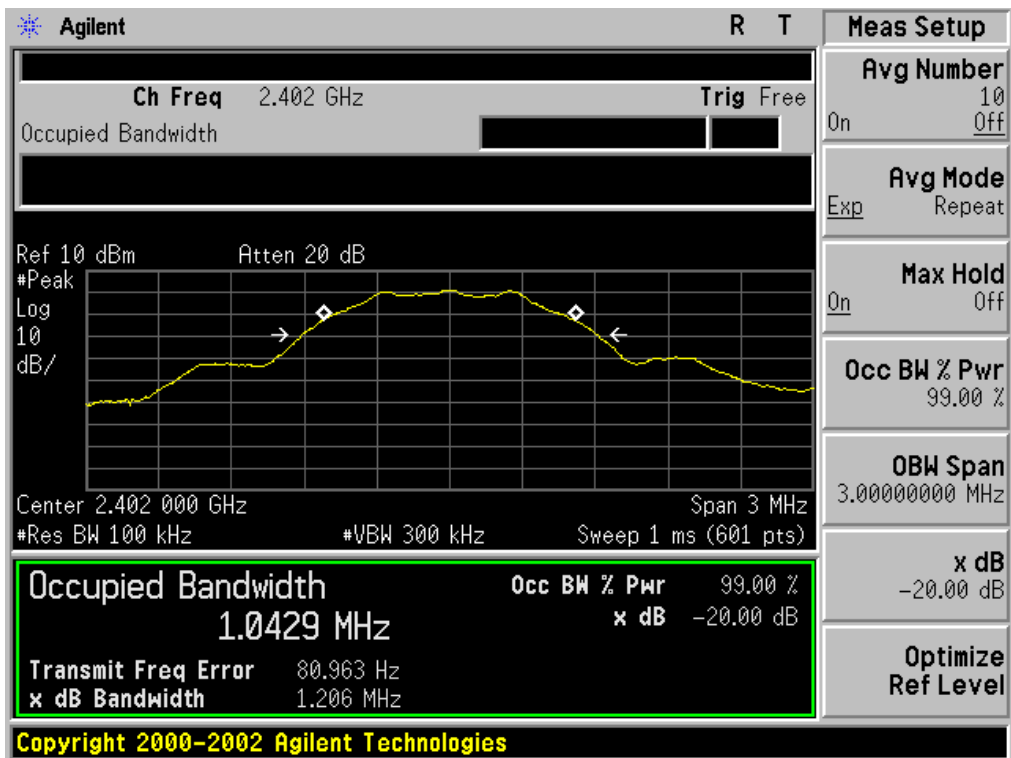 Agilent R T
Ch Freq 2.402 GHz Trig Free
Occupied Bandwidth
Ref 10 dBm Atten 20 dB
#Peak
Log
10
dB/
Center 2.402 000 GHz Span 3 MHz
#Res BW 100 kHz #VBW 300 kHz Sweep 1 ms (601 pts)
Occupied Bandwidth
1.0429 MHz
Occ BW % Pwr 99.00 %
x dB -20.00 dB
Transmit Freq Error 80.963 Hz
x dB Bandwidth 1.206 MHz
Copyright 2000-2002 Agilent Technologies
Meas Setup
Avg Number
10
On Off
Avg Mode
Exp Repeat
Max Hold
On Off
Occ BW % Pwr
99.00 %
OBW Span
3.00000000 MHz
x dB
-20.00 dB
Optimize
Ref Level